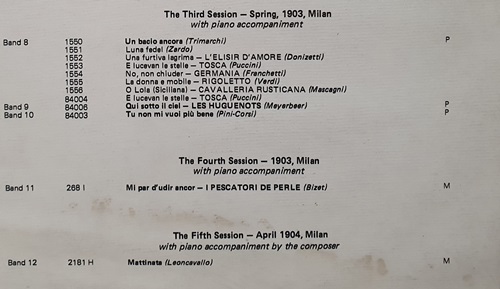 The Third Session — Spring, 1903, Milan
with piano accompaniment
Band 8 1550 Un bacio ancora (Trimarchi) P
1551 Luna fedel (Zardo)
1552 Una furtiva lagrima — L'ELISIR D'AMORE (Donizetti)
1553 E lucevan le stelle — TOSCA (Puccini)
1554 No, non chiuder — GERMANIA (Franchetti)
1555 La donna e mobile — RIGOLETTO (Verdi)
1556 O Lola (Siciliana) — CAVALLERIA RUSTICANA (Mascagni)
84004 E lucevan le stelle — TOSCA (Puccini)
Band 9 84006 Qui sotto il ciel — LES HUGUENOTS (Meyerbeer) P
Band 10 84003 Tu non mi vuoi più bene (Pini-Corsi) P
The Fourth Session — 1903, Milan
with piano accompaniment
Band 11 268 I Mi par d'udir ancor — I PESCATORI DE PERLE (Bizet) M
The Fifth Session — April 1904, Milan
with piano accompaniment by the composer
Band 12 2181 H Mattinata (Leoncavallo) M